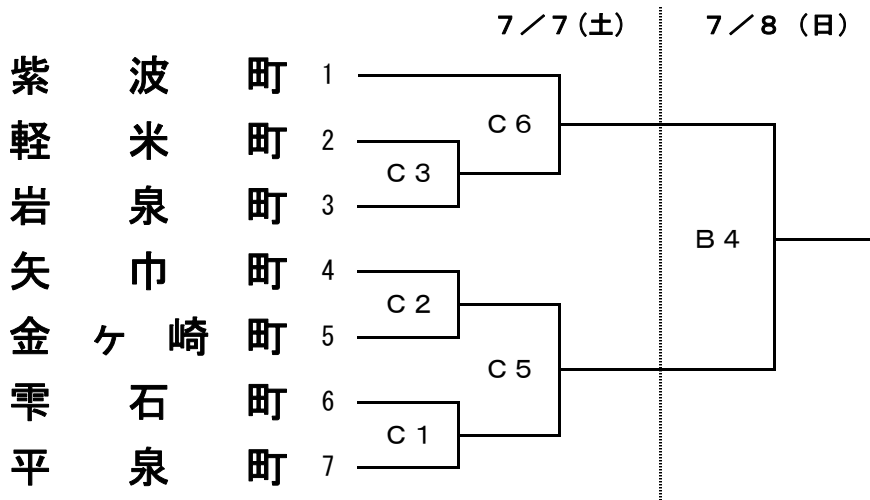 7／7(土) 7／8 (日)
紫波町 1
C6
軽米町 2
C3
岩泉町 3
B4
矢巾町 4
C2
金ヶ崎町 5
C5
雫石町 6
C1
平泉町 7